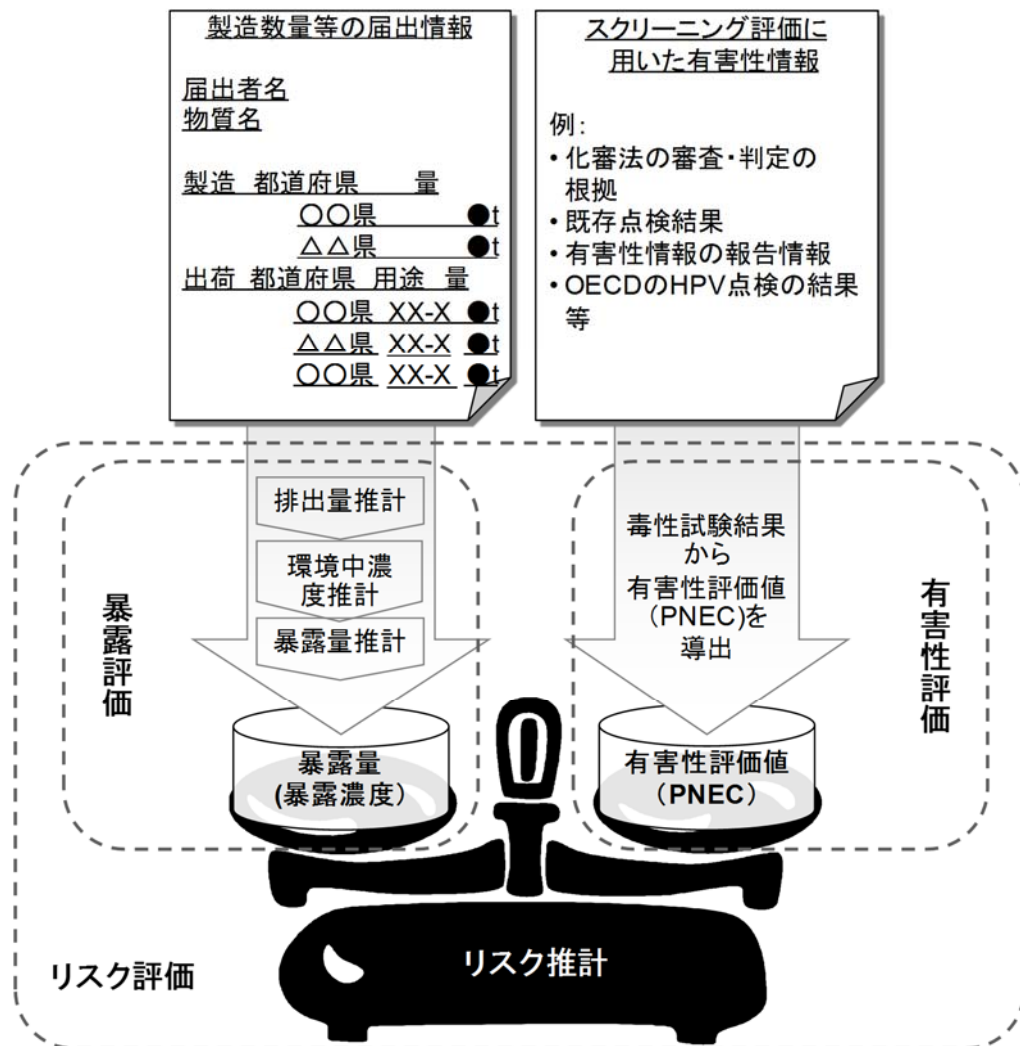 製造数量等の届出情報
届出者名
物質名
製造 都道府県 量
〇〇県 ●t
△△県 ●t
出荷 都道府県 用途 量
〇〇県 XX-X ●t
△△県 XX-X ●t
〇〇県 XX-X ●t
スクリーニング評価に
用いた有害性情報
例：
• 化審法の審査・判定の
根拠
• 既存点検結果
• 有害性情報の報告情報
• OECDのHPV点検の結果
等
暴露評価
排出量推計
環境中濃
度推計
暴露量推計
毒性試験結果
から
有害性評価値
（PNEC)を
導出
有害性評価
暴露量
(暴露濃度）
有害性評価値
（PNEC）
リスク評価
リスク推計